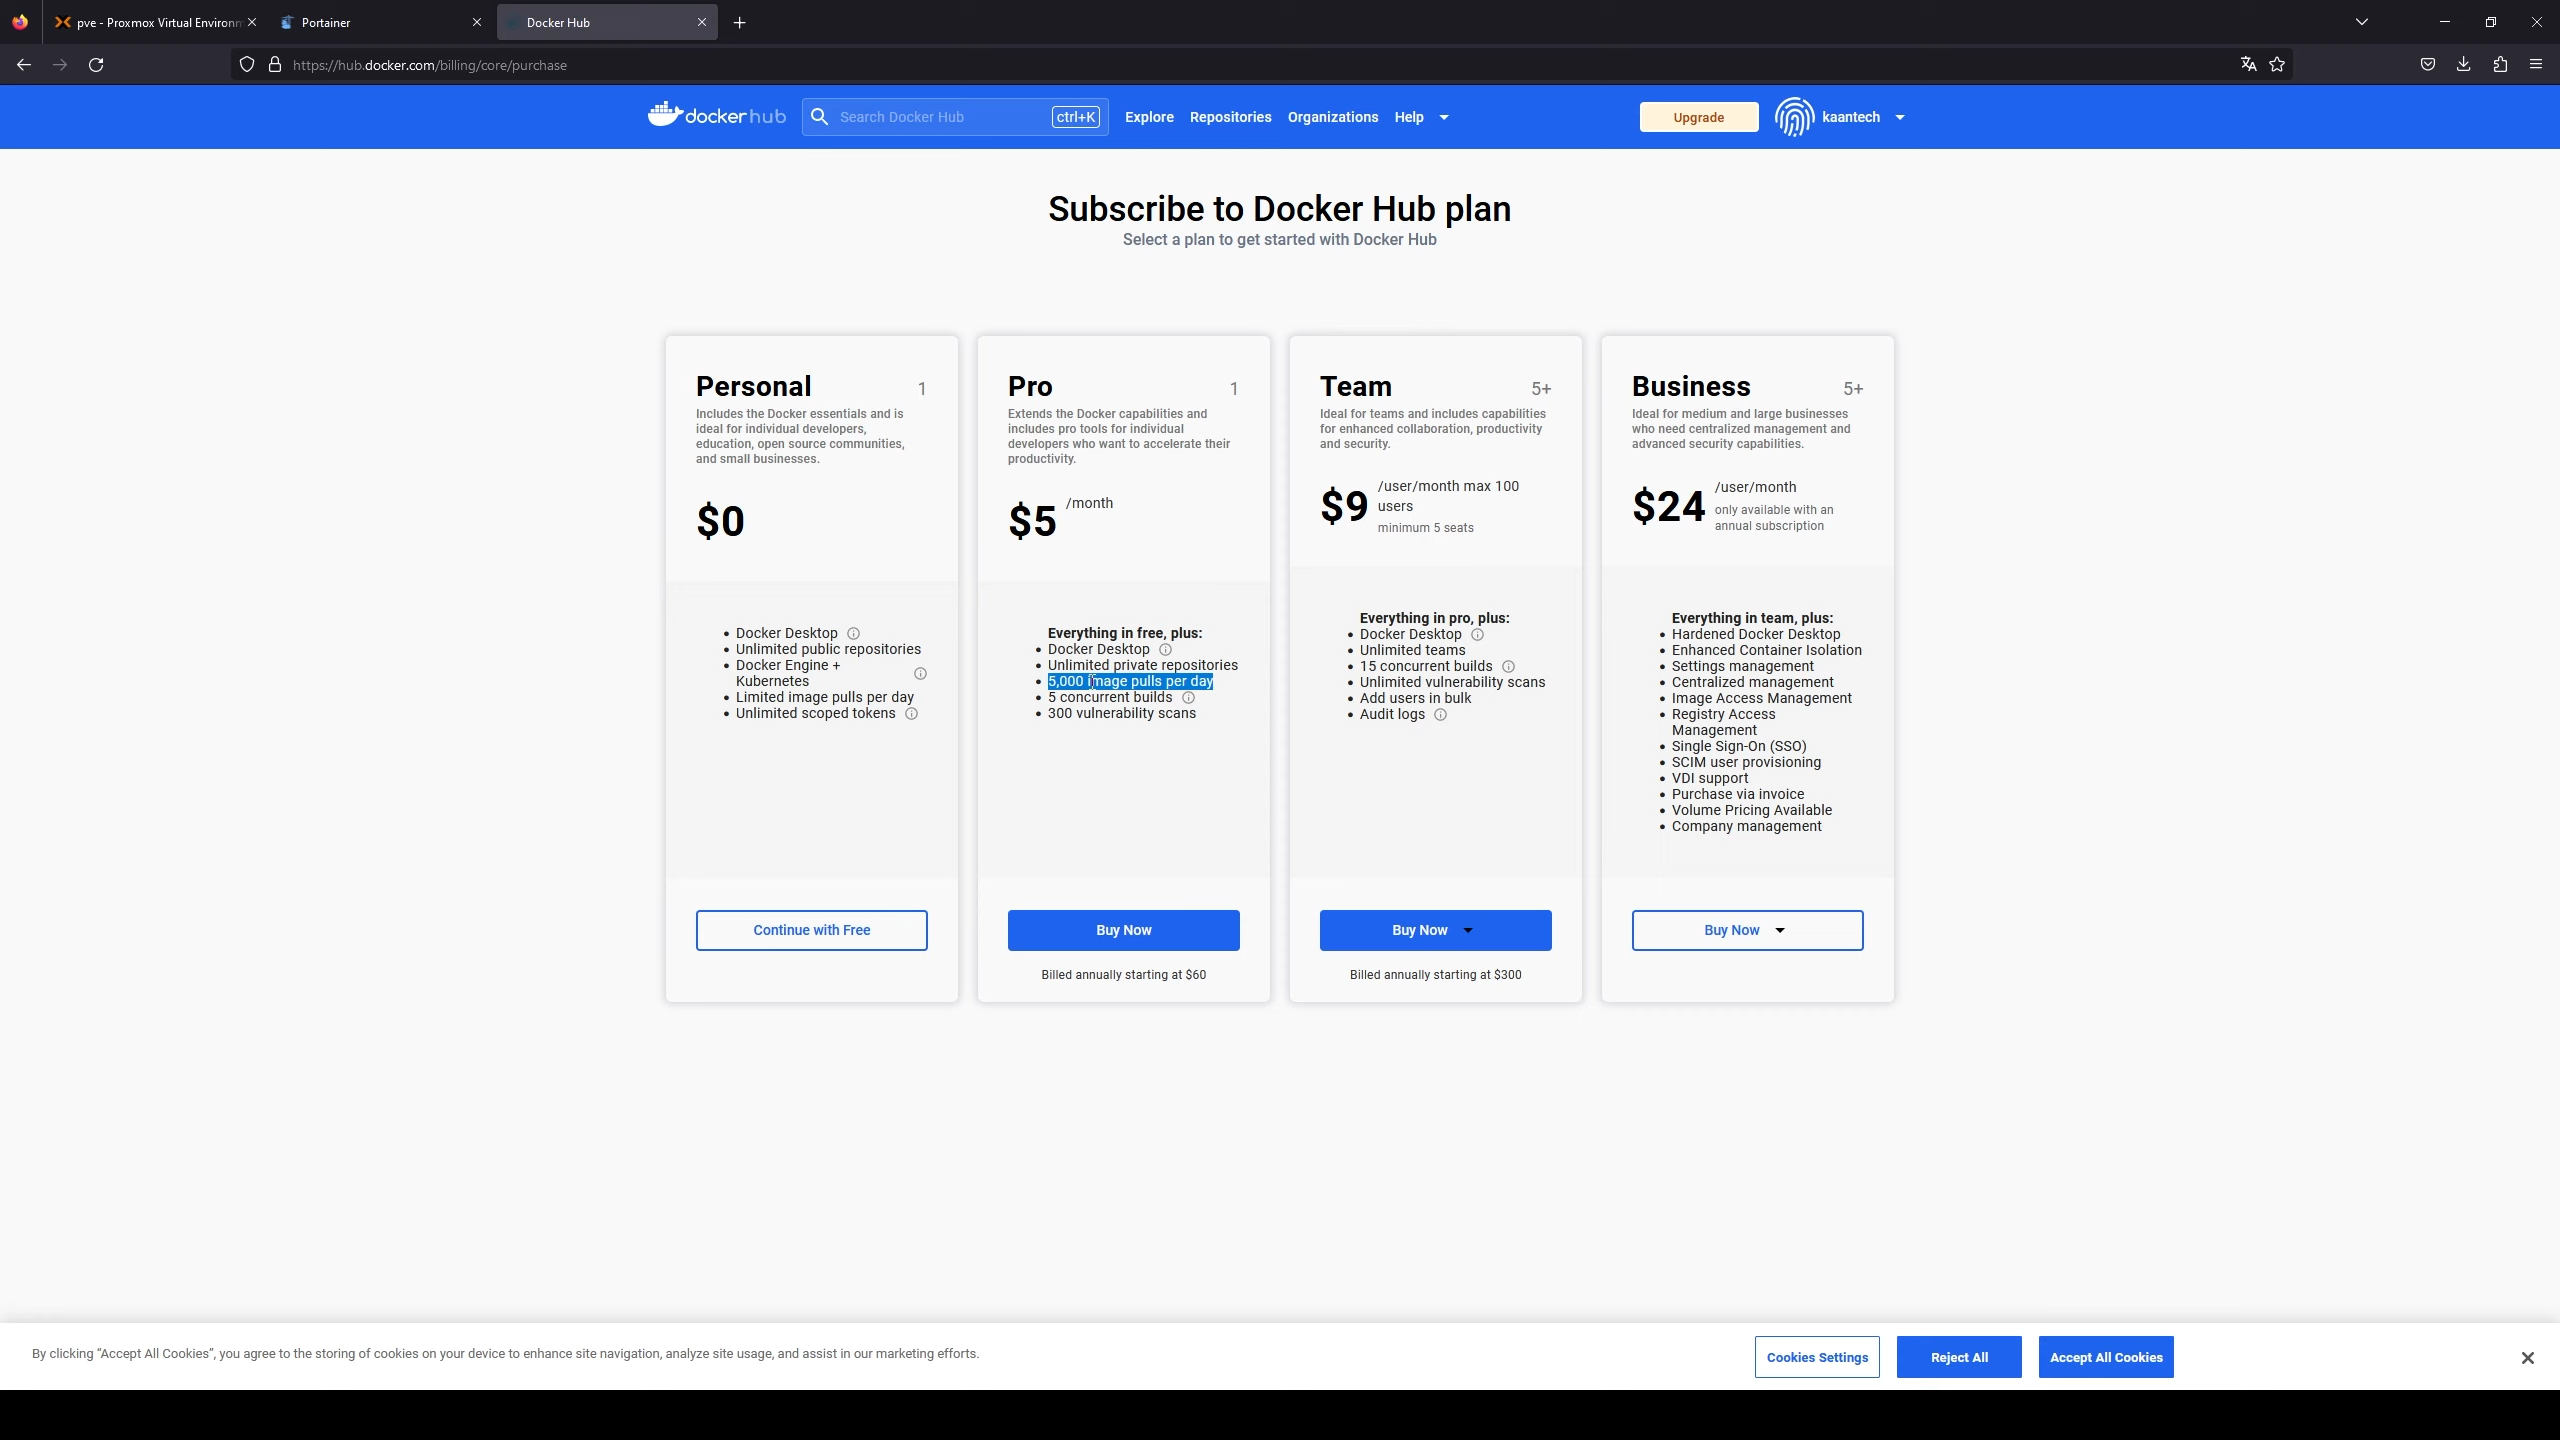 pve - Proxmox Virtual Environm
Portainer
Docker Hub
https://hub.docker.com/billing/core/purchase
docker hub
Search Docker Hub
ctrl+K
Explore
Repositories
Organizations
Help
Upgrade
kaantech
Subscribe to Docker Hub plan
Select a plan to get started with Docker Hub
Personal 1
Includes the Docker essentials and is
ideal for individual developers,
education, open source communities,
and small businesses.
$0
• Docker Desktop
• Unlimited public repositories
• Docker Engine +
Kubernetes
• Limited image pulls per day
• Unlimited scoped tokens
Continue with Free
Pro 1
Extends the Docker capabilities and
includes pro tools for individual
developers who want to accelerate their
productivity.
$5 /month
Everything in free, plus:
• Docker Desktop
• Unlimited private repositories
• 5,000 image pulls per day
• 5 concurrent builds
• 300 vulnerability scans
Buy Now
Billed annually starting at $60
Team 5+
Ideal for teams and includes capabilities
for enhanced collaboration, productivity
and security.
$9 /user/month max 100
users
minimum 5 seats
Everything in pro, plus:
• Docker Desktop
• Unlimited teams
• 15 concurrent builds
• Unlimited vulnerability scans
• Add users in bulk
• Audit logs
Buy Now
Billed annually starting at $300
Business 5+
Ideal for medium and large businesses
who need centralized management and
advanced security capabilities.
$24 /user/month
only available with an
annual subscription
Everything in team, plus:
• Hardened Docker Desktop
• Enhanced Container Isolation
• Settings management
• Centralized management
• Image Access Management
• Registry Access
Management
• Single Sign-On (SSO)
• SCIM user provisioning
• VDI support
• Purchase via invoice
• Volume Pricing Available
• Company management
Buy Now
By clicking “Accept All Cookies”, you agree to the storing of cookies on your device to enhance site navigation, analyze site usage, and assist in our marketing efforts.
Cookies Settings
Reject All
Accept All Cookies